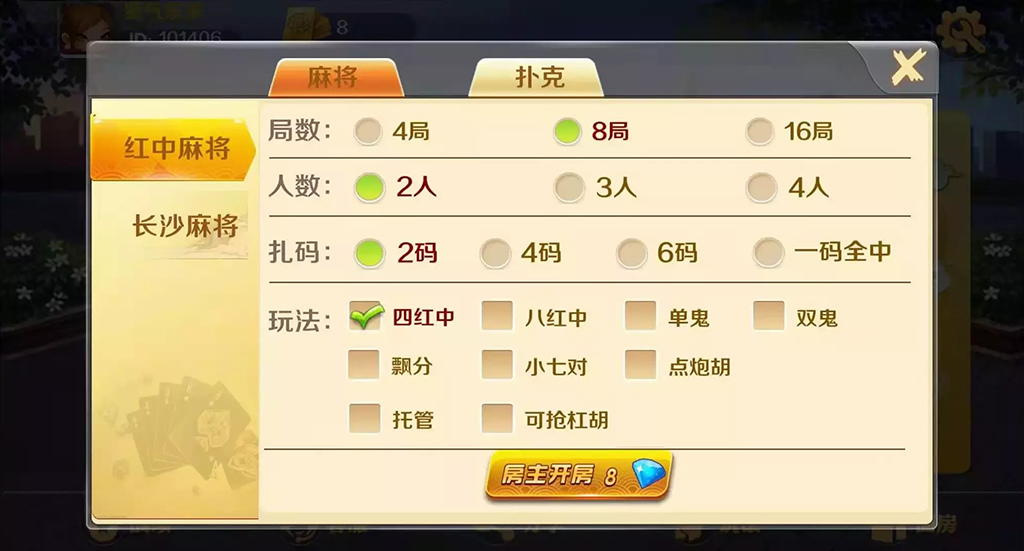 ID: 101406
8
麻将 扑克
红中麻将
长沙麻将
局数: 4局 8局 16局
人数: 2人 3人 4人
扎码: 2码 4码 6码 一码全中
玩法: 四红中 八红中 单鬼 双鬼
飘分 小七对 点炮胡
托管 可抢杠胡
房主开房 8